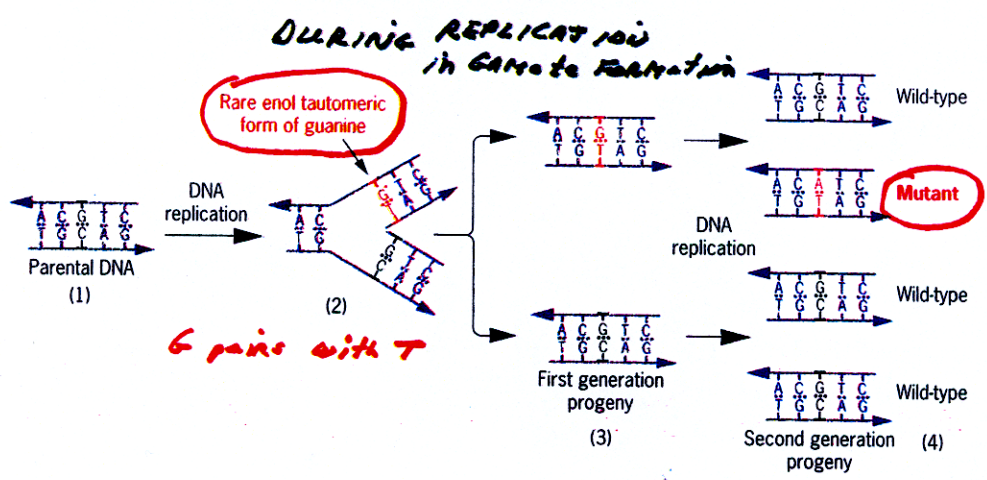 DURING REPLICATION
in GAMete FORMATION
Rare enol tautomeric
form of guanine
A C G T C
T G C A G
Parental DNA
(1)
DNA
replication
A C
T G
G T C
T A G
G T C
C A G
(2)
G pairs with T
A C G T C
T G T A G
A C G T C
T G C A G
First generation
progeny
(3)
DNA
replication
A C G T C
T G C A G
Wild-type
A C A T C
T G T A G
Mutant
A C G T C
T G C A G
Wild-type
A C G T C
T G C A G
Wild-type
Second generation
progeny
(4)